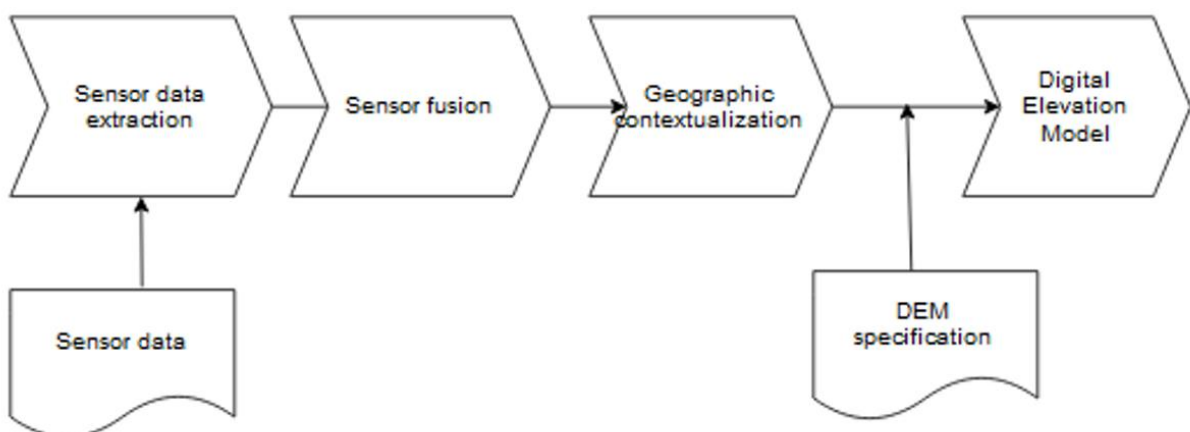 Sensor data
extraction
Sensor fusion
Geographic
contextualization
Digital
Elevation
Model
Sensor data
DEM
specification